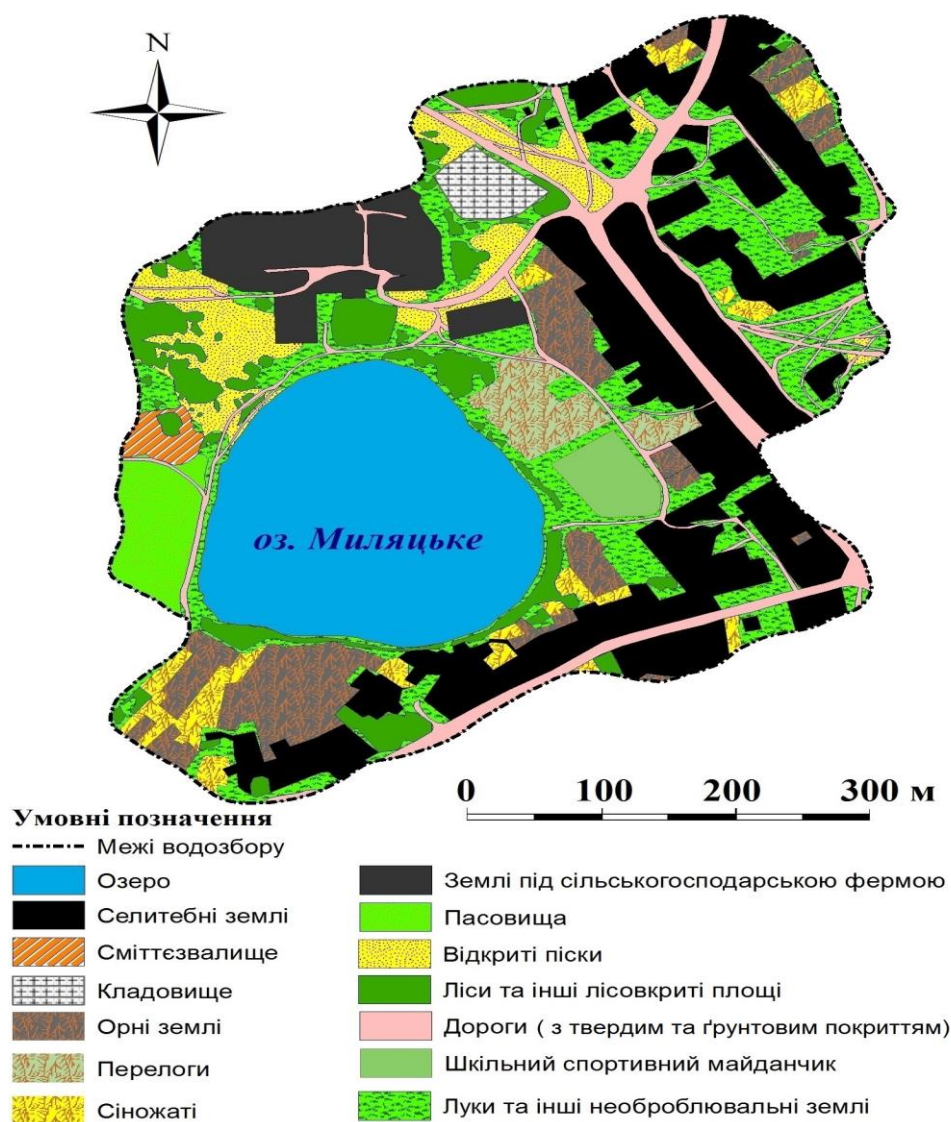 N
оз. Миляцьке
0 100 200 300 м
Умовні позначення
Межі водозбору
Озеро
Селитебні землі
Сміттєзвалище
Кладовище
Орні землі
Перелоги
Сіножаті
Землі під сільськогосподарською фермою
Пасовища
Відкриті піски
Ліси та інші лісовкриті площі
Дороги ( з твердим та ґрунтовим покриттям)
Шкільний спортивний майданчик
Луки та інші необроблювальні землі